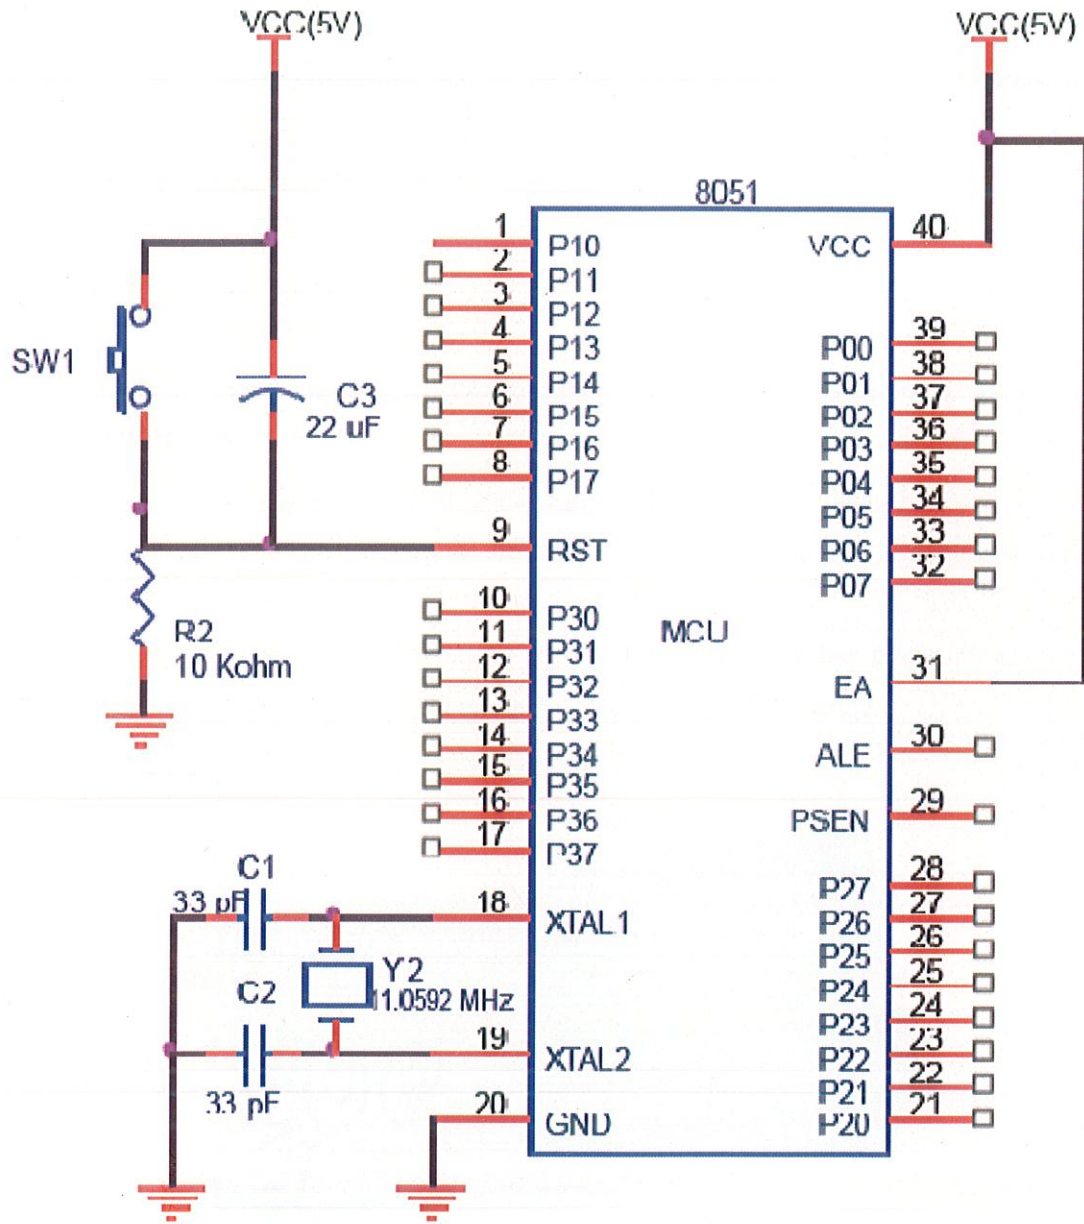 VCC(5V)
VCC(5V)
8051
1
P10
2
P11
3
P12
4
P13
5
P14
6
P15
7
P16
8
P17
9
RST
10
P30
11
P31
12
P32
13
P33
14
P34
15
P35
16
P36
17
P37
18
XTAL1
19
XTAL2
20
GND
MCU
VCC
40
P00
39
P01
38
P02
37
P03
36
P04
35
P05
34
P06
33
P07
32
EA
31
ALE
30
PSEN
29
P27
28
P26
27
P25
26
P24
25
P23
24
P22
23
P21
22
P20
21
SW1
C3
22 uF
R2
10 Kohm
C1
33 pF
Y2
11.0592 MHz
C2
33 pF